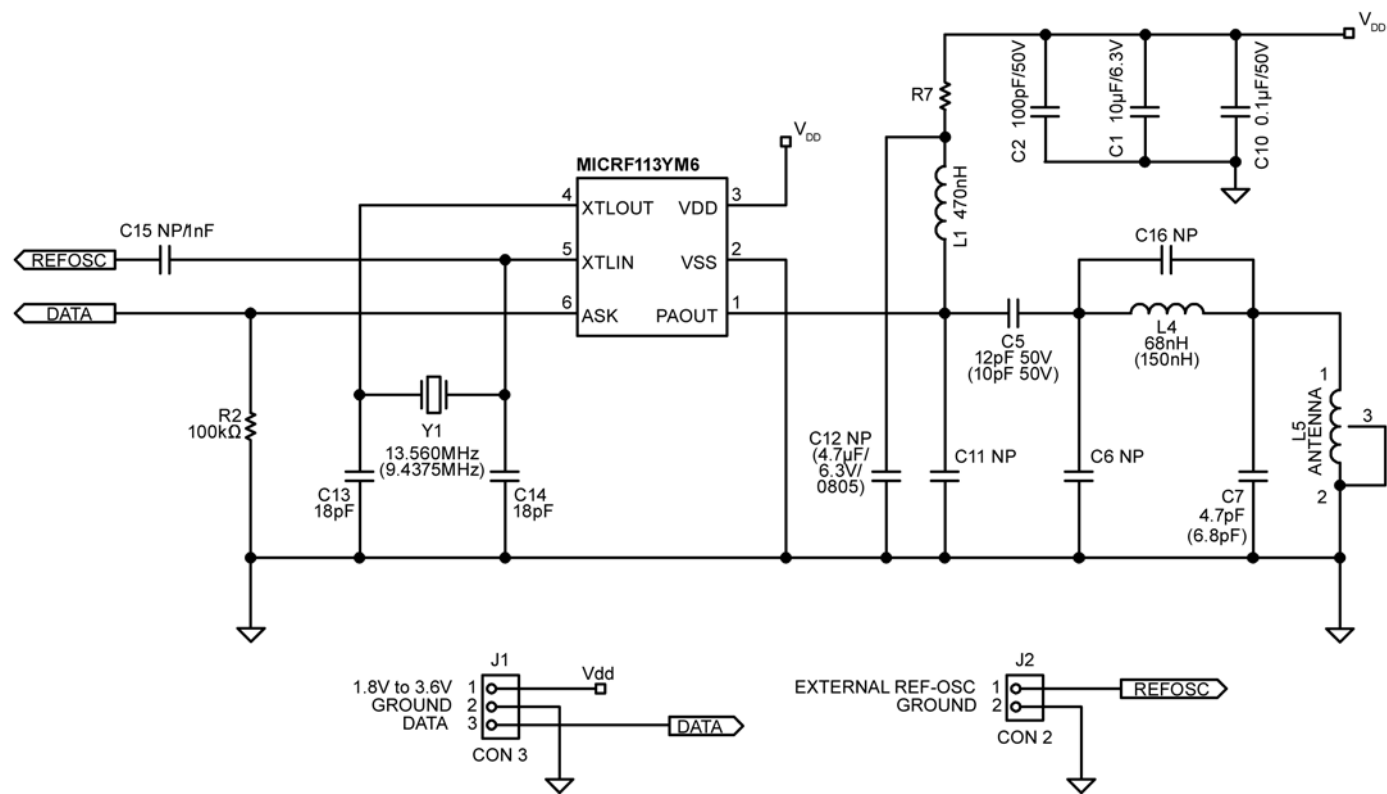 V_DD
C2 100pF/50V
C1 10µF/6.3V
C10 0.1µF/50V
R7
L1 470nH
V_DD
MICRF113YM6
4
XTLOUT
VDD
3
5
XTLIN
VSS
2
6
ASK
PAOUT
1
C15 NP/1nF
REFOSC
DATA
C16 NP
L4
68nH
(150nH)
C5
12pF 50V
(10pF 50V)
1
L5
ANTENNA
3
2
R2
100kΩ
Y1
13.560MHz
(9.4375MHz)
C13
18pF
C14
18pF
C12 NP
(4.7µF/
6.3V/
0805)
C11 NP
C6 NP
C7
4.7pF
(6.8pF)
J1
1.8V to 3.6V 1
GROUND 2
DATA 3
Vdd
DATA
CON 3
J2
EXTERNAL REF-OSC 1
GROUND 2
REFOSC
CON 2